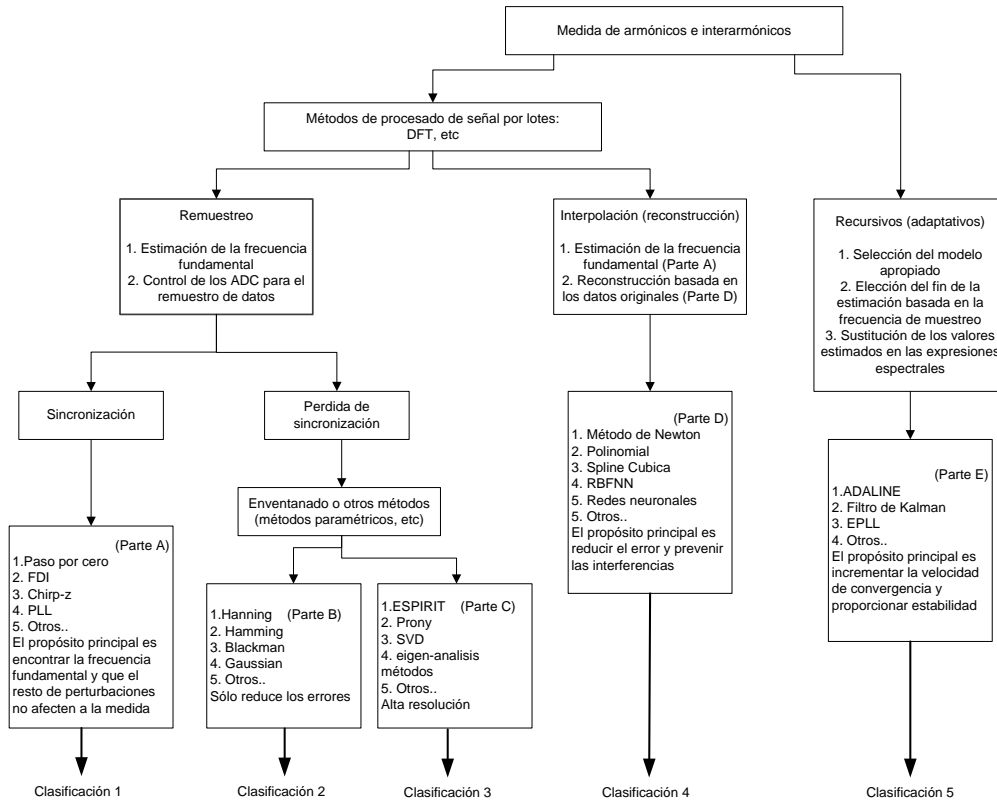 Medida de armónicos e interarmónicos
Métodos de procesado de señal por lotes:
DFT, etc
Remuestreo
1. Estimación de la frecuencia
fundamental
2. Control de los ADC para el
remuestro de datos
Interpolación (reconstrucción)
1. Estimación de la frecuencia
fundamental (Parte A)
2. Reconstrucción basada en
los datos originales (Parte D)
Recursivos (adaptativos)
1. Selección del modelo
apropiado
2. Elección del fin de la
estimación basada en la
frecuencia de muestreo
3. Sustitución de los valores
estimados en las expresiones
espectrales
Sincronización
Perdida de
sincronización
Enventanado o otros métodos
(métodos paramétricos, etc)
(Parte A)
1.Paso por cero
2. FDI
3. Chirp-z
4. PLL
5. Otros..
El propósito principal es
encontrar la frecuencia
fundamental y que el
resto de perturbaciones
no afecten a la medida
1.Hanning (Parte B)
2. Hamming
3. Blackman
4. Gaussian
5. Otros..
Sólo reduce los errores
1.ESPIRIT (Parte C)
2. Prony
3. SVD
4. eigen-analisis
métodos
5. Otros..
Alta resolución
(Parte D)
1. Método de Newton
2. Polinomial
3. Spline Cubica
4. RBFNN
5. Redes neuronales
5. Otros..
El propósito principal es
reducir el error y prevenir
las interferencias
(Parte E)
1.ADALINE
2. Filtro de Kalman
3. EPLL
4. Otros..
El propósito principal es
incrementar la velocidad
de convergencia y
proporcionar estabilidad
Clasificación 1
Clasificación 2
Clasificación 3
Clasificación 4
Clasificación 5